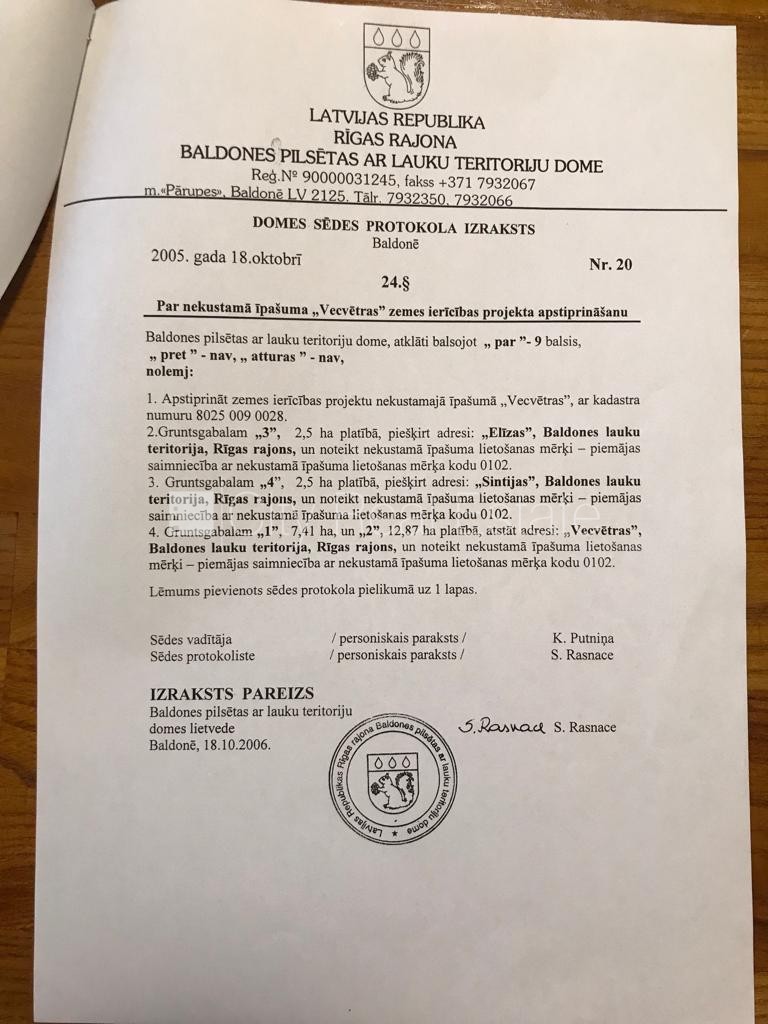 LATVIJAS REPUBLIKA
RĪGAS RAJONA
BALDONES PILSĒTAS AR LAUKU TERITORIJU DOME
Reģ.Nº 90000031245, fakss +371 7932067
m.«Pārupes», Baldonē LV 2125. Tālr. 7932350, 7932066
DOMES SĒDES PROTOKOLA IZRAKSTS
Baldonē
2005. gada 18.oktobrī
Nr. 20
24.§
Par nekustamā īpašuma „Vecvētras” zemes ierīcības projekta apstiprināšanu
Baldones pilsētas ar lauku teritoriju dome, atklāti balsojot „ par ”- 9 balsis,
„ pret ” - nav, „ atturas ” - nav,
nolemj:
1. Apstiprināt zemes ierīcības projektu nekustamajā īpašumā „Vecvētras”, ar kadastra
numuru 8025 009 0028.
2.Gruntsgabalam „3”, 2,5 ha platībā, piešķirt adresi: „Elīzas”, Baldones lauku
teritorija, Rīgas rajons, un noteikt nekustamā īpašuma lietošanas mērķi – piemājas
saimniecība ar nekustamā īpašuma lietošanas mērķa kodu 0102.
3. Gruntsgabalam „4”, 2,5 ha platībā, piešķirt adresi: „Sintijas”, Baldones lauku
teritorija, Rīgas rajons, un noteikt nekustamā īpašuma lietošanas mērķi – piemājas
saimniecība ar nekustamā īpašuma lietošanas mērķa kodu 0102.
4. Gruntsgabalam „1”, 7,41 ha, un „2”, 12,87 ha platībā, atstāt adresi: „Vecvētras”,
Baldones lauku teritorija, Rīgas rajons, un noteikt nekustamā īpašuma lietošanas
mērķi – piemājas saimniecība ar nekustamā īpašuma lietošanas mērķa kodu 0102.
Lēmums pievienots sēdes protokola pielikumā uz 1 lapas.
Sēdes vadītāja / personiskais paraksts / K. Putniņa
Sēdes protokoliste / personiskais paraksts / S. Rasnace
IZRAKSTS PAREIZS
Baldones pilsētas ar lauku teritoriju
domes lietvede
Baldonē, 18.10.2006.
S. Rasnace S. Rasnace
Latvijas Republikas Rīgas rajona Baldones pilsētas ar lauku teritoriju dome